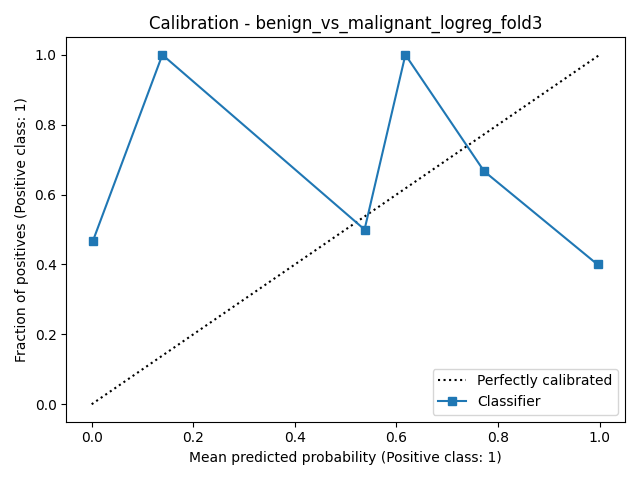 Calibration - benign_vs_malignant_logreg_fold3
Fraction of positives (Positive class: 1)
1.0
0.8
0.6
0.4
0.2
0.0
0.0 0.2 0.4 0.6 0.8 1.0
Mean predicted probability (Positive class: 1)
Perfectly calibrated
Classifier